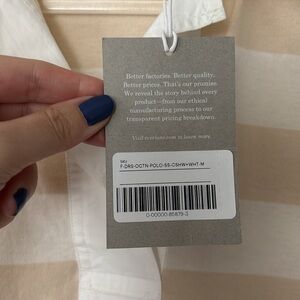 Better factories. Better quality.
Better prices. That's our promise.
We reveal the story behind every
product—from our ethical
manufacturing process to our
transparent pricing breakdown.
Visit everlane.com to learn more.
SKU
F-DRS-OGTN-POLO-SS-OSHW+WHT-M
0-00000-85879-3